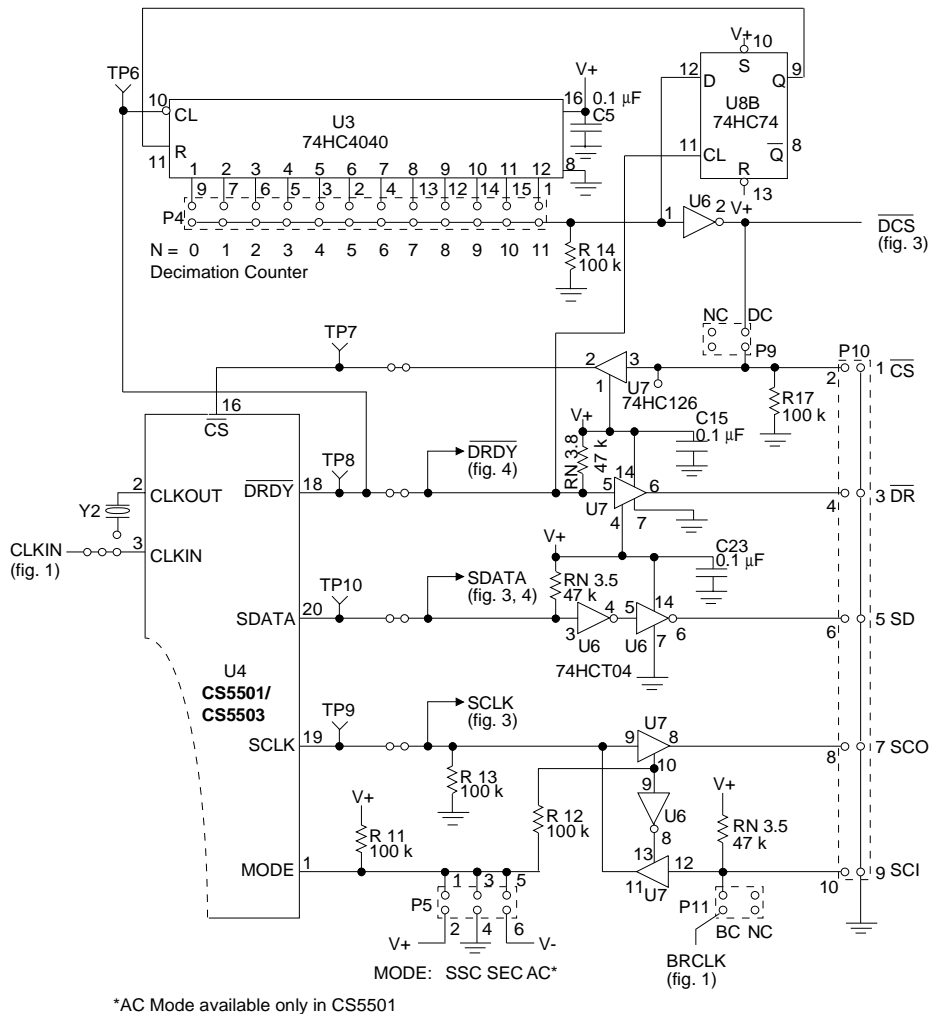 V+
10
S
12 D
Q 9
U8B
74HC74
11 CL
Q 8
R
13
V+
TP6
10
CL
R
11
U3
74HC4040
V+
16
0.1 μF
C5
8
1 2 3 4 5 6 7 8 9 10 11 12
9 7 6 5 3 2 4 13 12 14 15 1
P4
N = 0 1 2 3 4 5 6 7 8 9 10 11
Decimation Counter
R 14
100 k
1 U6 2
DCS
(fig. 3)
NC DC
P9
P10
TP7
2 3
1
U7
74HC126
2
1 CS
R17
100 k
16
CS
V+
C15
0.1 μF
RN 3.8
47 k
DRDY
(fig. 4)
2 CLKOUT
Y2
DRDY 18
TP8
14
5 6
U7
4 7
4
3 DR
CLKIN
(fig. 1)
3
CLKIN
V+
C23
0.1 μF
SDATA
(fig. 3, 4)
RN 3.5
47 k
TP10
SDATA 20
3 4
U6
5 14 6
U6 7
74HCT04
6
5 SD
U4
CS5501/
CS5503
SCLK
(fig. 3)
TP9
SCLK 19
U7
9 8
10
8
7 SCO
R 13
100 k
R 12
100 k
9
U6
8
V+
RN 3.5
47 k
V+
R 11
100 k
MODE 1
13
12
11 U7
10
9 SCI
1 3 5
P5
2 4 6
V+ V-
P11
BC NC
BRCLK
(fig. 1)
MODE: SSC SEC AC*
*AC Mode available only in CS5501